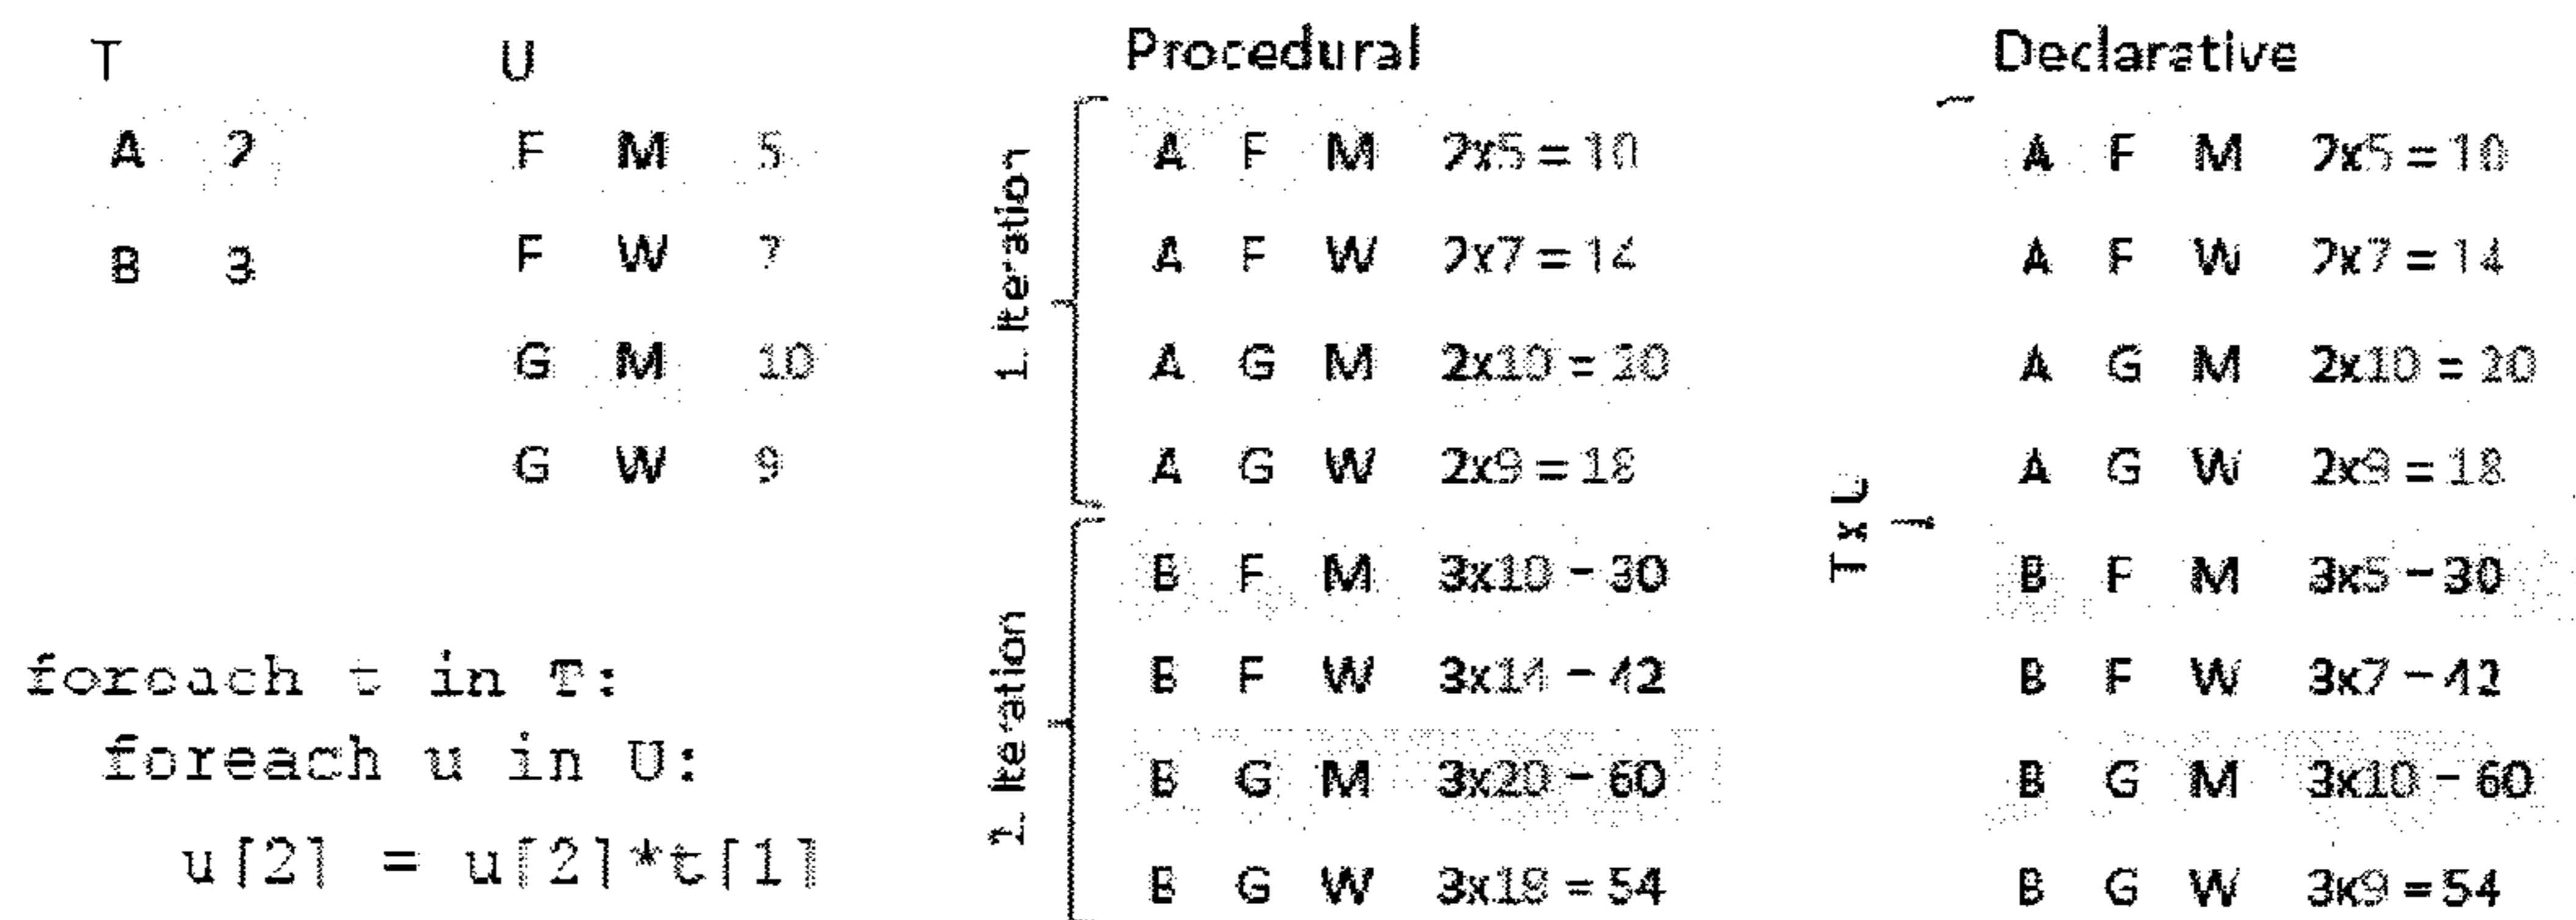 T U Procedural Declarative
A 2 F M 5 A F M 2x5 = 10 A F M 2x5 = 10
B 3 F W 7 A F W 2x7 = 14 A F W 2x7 = 14
G M 10 A G M 2x10 = 20 A G M 2x10 = 20
G W 9 A G W 2x9 = 18 A G W 2x9 = 18
B F M 3x10 = 30 B F M 3x5 = 30
B F W 3x14 = 42 B F W 3x7 = 42
B G M 3x20 = 60 B G M 3x10 = 60
B G W 3x18 = 54 B G W 3x9 = 54
1. Iteration
2. Iteration
T x U
foreach t in T:
foreach u in U:
u[2] = u[2]*t[1]